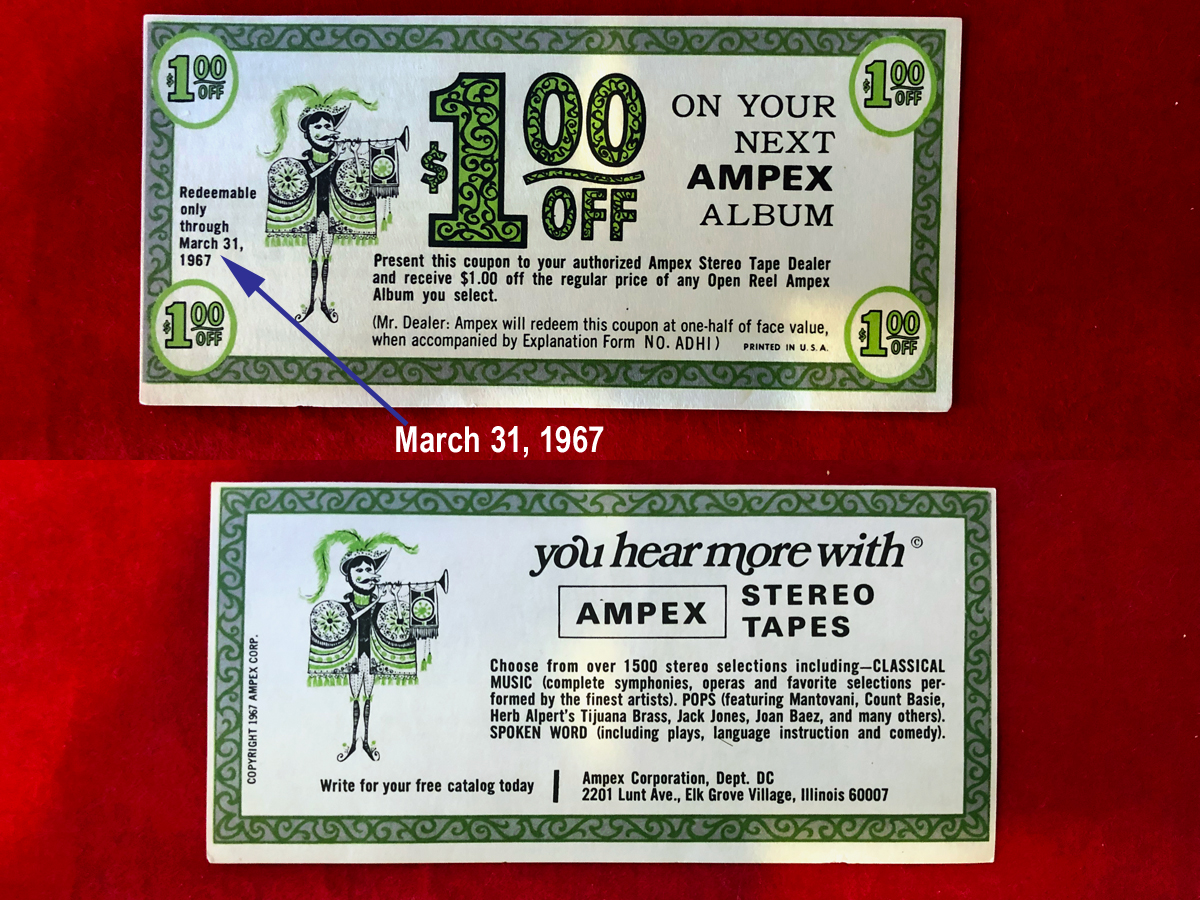 $1.00 OFF
$1.00 OFF
$1.00 OFF
ON YOUR
NEXT
AMPEX
ALBUM
Redeemable
only
through
March 31,
1967
Present this coupon to your authorized Ampex Stereo Tape Dealer
and receive $1.00 off the regular price of any Open Reel Ampex
Album you select.
(Mr. Dealer: Ampex will redeem this coupon at one-half of face value,
when accompanied by Explanation Form NO. ADHI) PRINTED IN U.S.A.
$1.00 OFF
$1.00 OFF
March 31, 1967
you hear more with ©
AMPEX STEREO
TAPES
Choose from over 1500 stereo selections including—CLASSICAL
MUSIC (complete symphonies, operas and favorite selections per-
formed by the finest artists). POPS (featuring Mantovani, Count Basie,
Herb Alpert's Tijuana Brass, Jack Jones, Joan Baez, and many others).
SPOKEN WORD (including plays, language instruction and comedy).
COPYRIGHT 1967 AMPEX CORP.
Write for your free catalog today
Ampex Corporation, Dept. DC
2201 Lunt Ave., Elk Grove Village, Illinois 60007